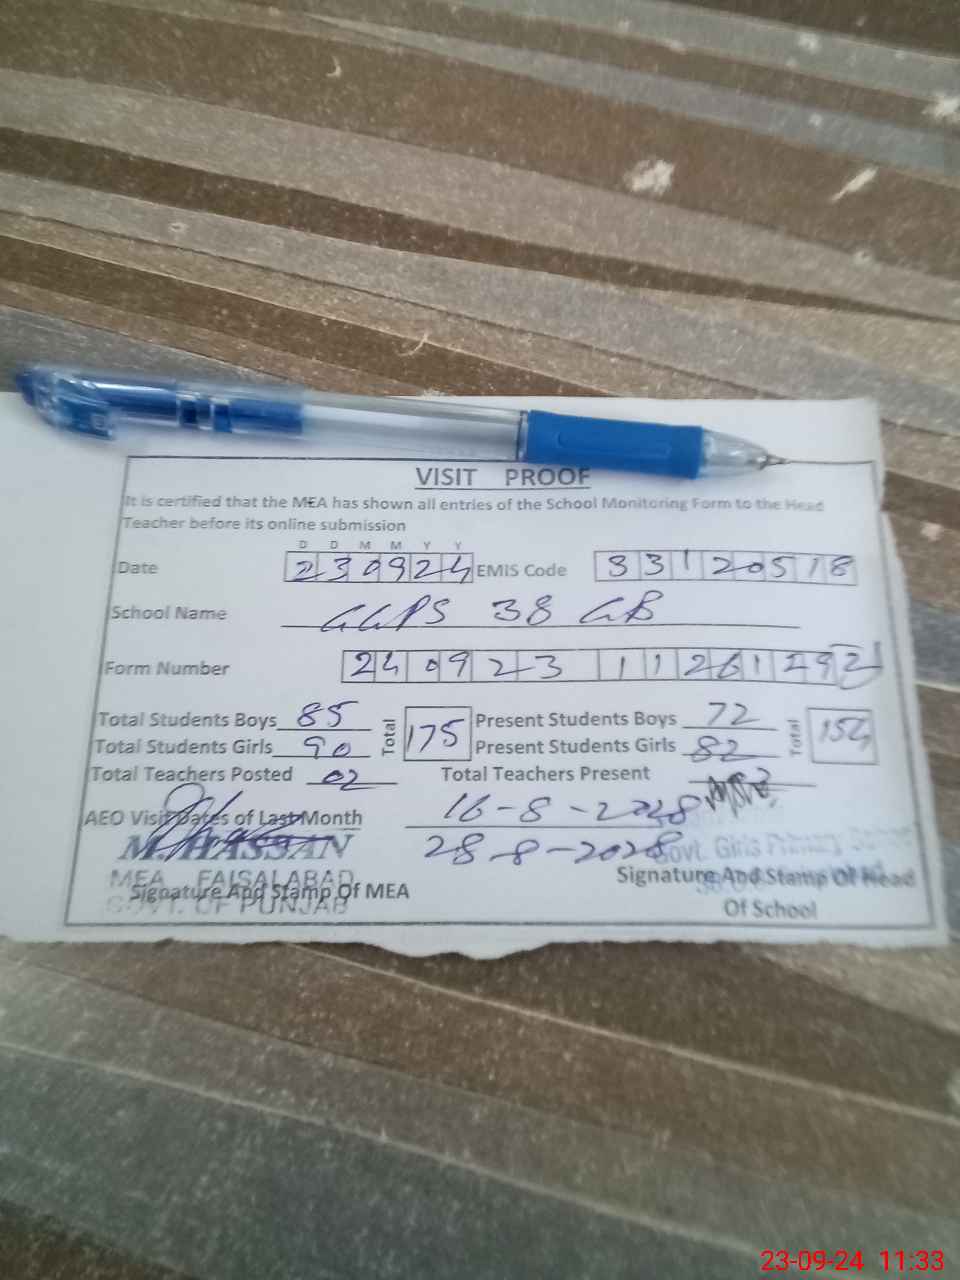 VISIT PROOF
It is certified that the MEA has shown all entries of the School Monitoring Form to the Head
Teacher before its online submission
D D M M Y Y
Date 230924 EMIS Code 33120518
School Name GGPS 38 GB
Form Number 240923 11261292
Total Students Boys 85 Total 175 Present Students Boys 72 Total 154
Total Students Girls 90 Present Students Girls 82
Total Teachers Posted 02 Total Teachers Present
AEO Visit Dates of Last Month 16-8-2028
28-8-2028
M. HASSAN
MEA FAISALABAD
GOVT. OF PUNJAB
Signature And Stamp Of MEA
Govt. Girls Primary
Signature And Stamp Of Head
Of School
23-09-24 11:33